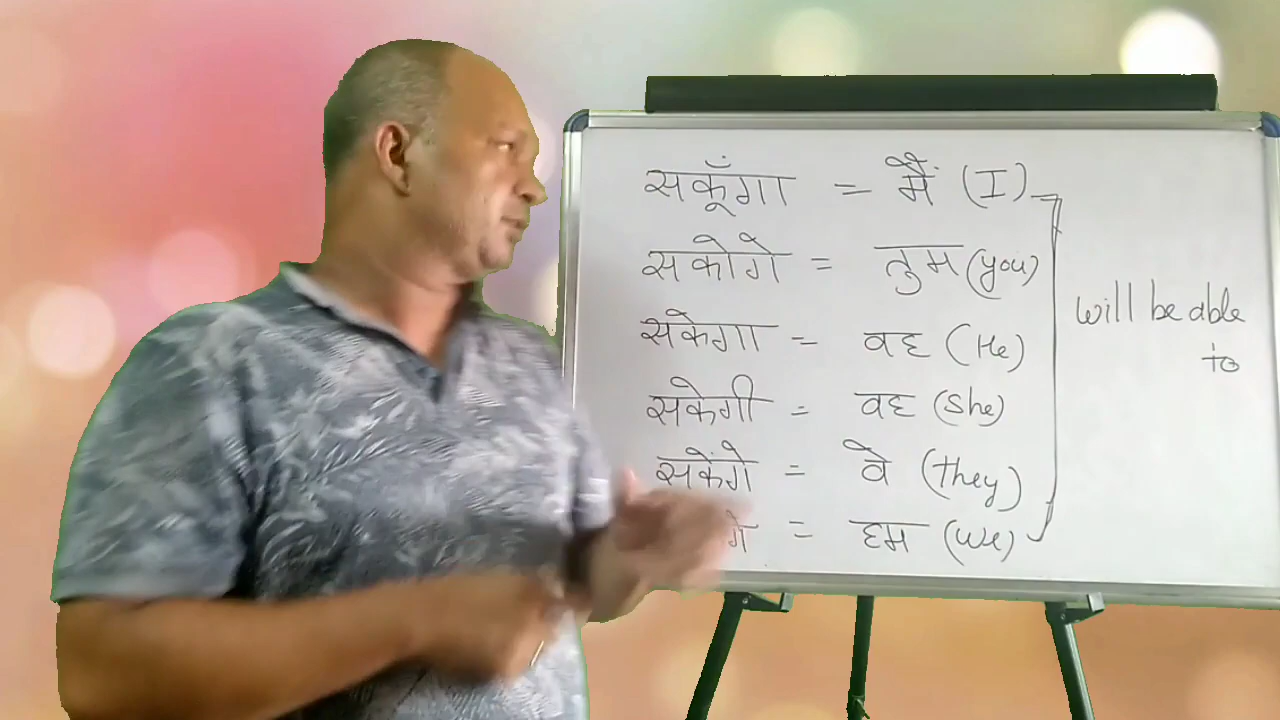 सकूँगा = मैं (I)
सकोगे = तुम (you)
सकेगा = वह (He)
सकेगी = वह (She)
सकेंगे = वे (they)
= हम (we)
will be able
to